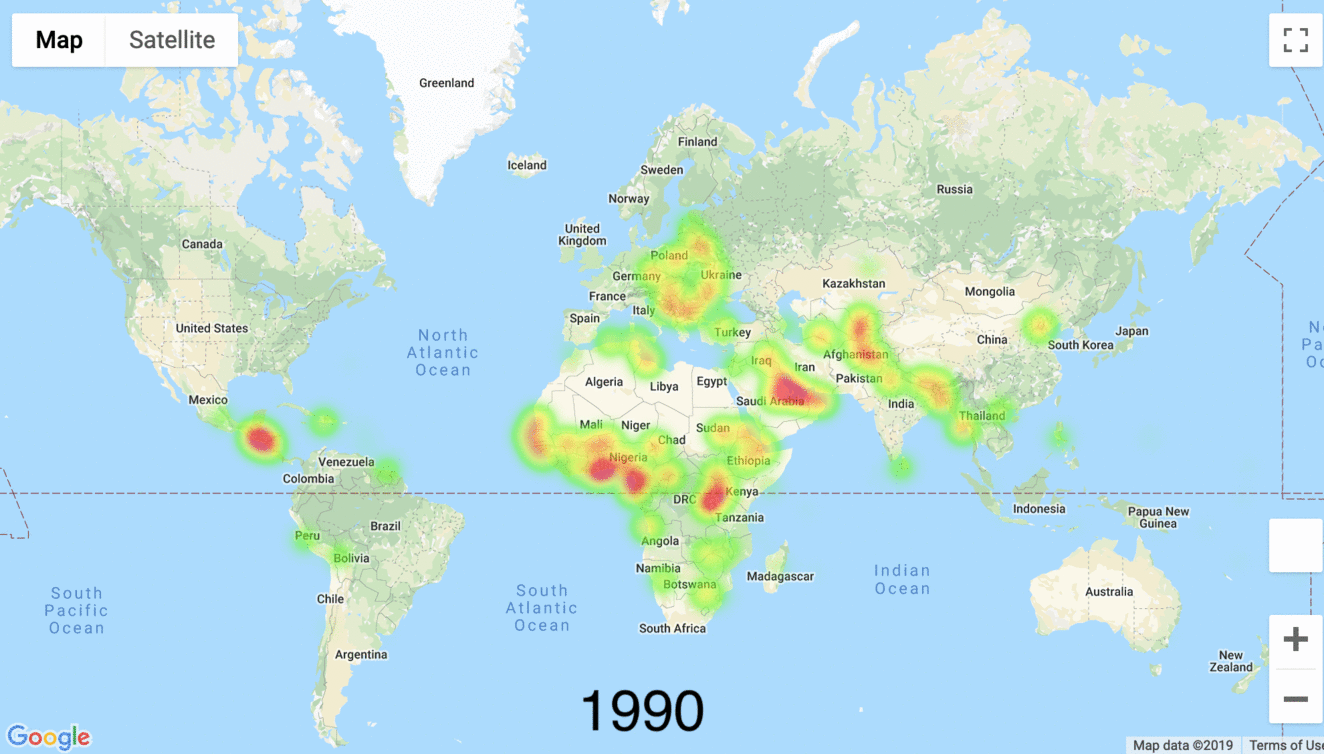 Map
Satellite
Greenland
Iceland
Finland
Sweden
Norway
Russia
United
Kingdom
Canada
Poland
Germany
Ukraine
France
Kazakhstan
Mongolia
Italy
Spain
United States
Turkey
Japan
China
South Korea
North
Atlantic
Ocean
Afghanistan
Iraq
Iran
Pakistan
Algeria
Libya
Egypt
Saudi Arabia
Mexico
India
Thailand
Mali
Niger
Sudan
Chad
Nigeria
Ethiopia
Venezuela
Colombia
DRC
Kenya
Indonesia
Tanzania
Papua New
Guinea
Brazil
Peru
Angola
Bolivia
Namibia
Botswana
Madagascar
Indian
Ocean
South
Pacific
Ocean
South
Atlantic
Ocean
Chile
Australia
South Africa
Argentina
New
Zealand
1990
Google
Map data ©2019
Terms of Us